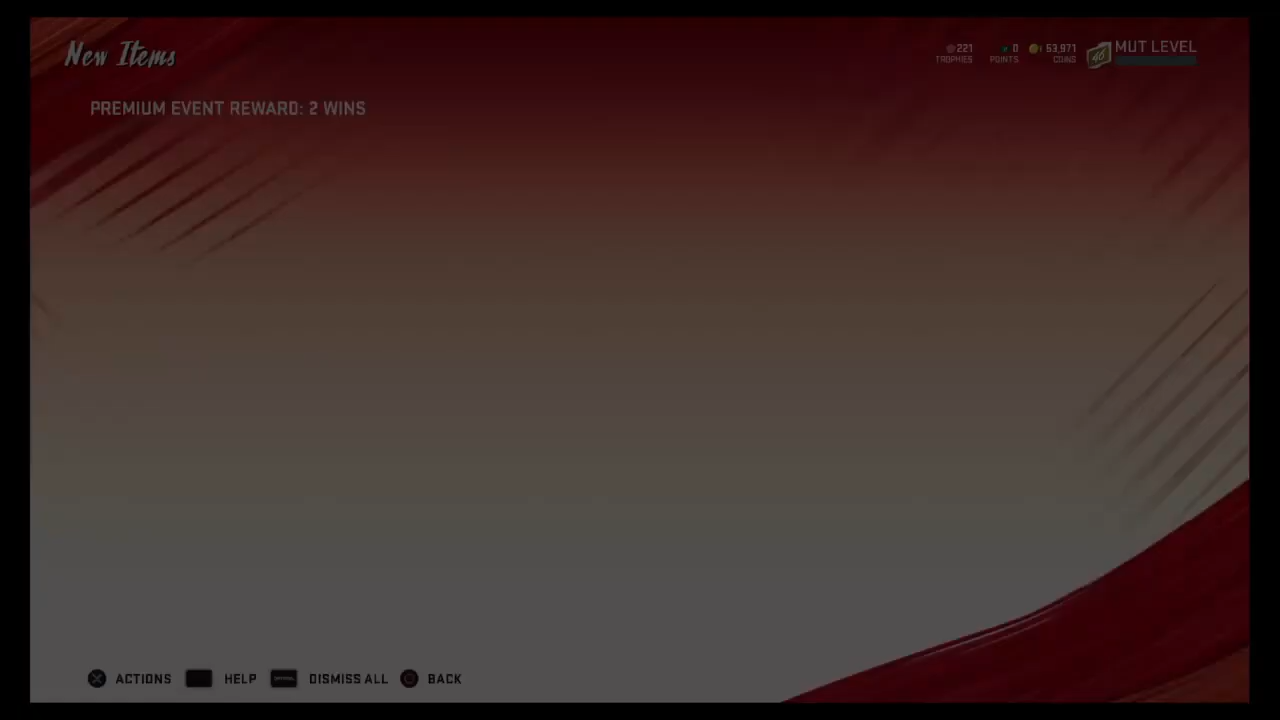 New Items
221 TROPHIES
0 POINTS
53,971 COINS
46 MUT LEVEL
PREMIUM EVENT REWARD: 2 WINS
ACTIONS HELP DISMISS ALL BACK